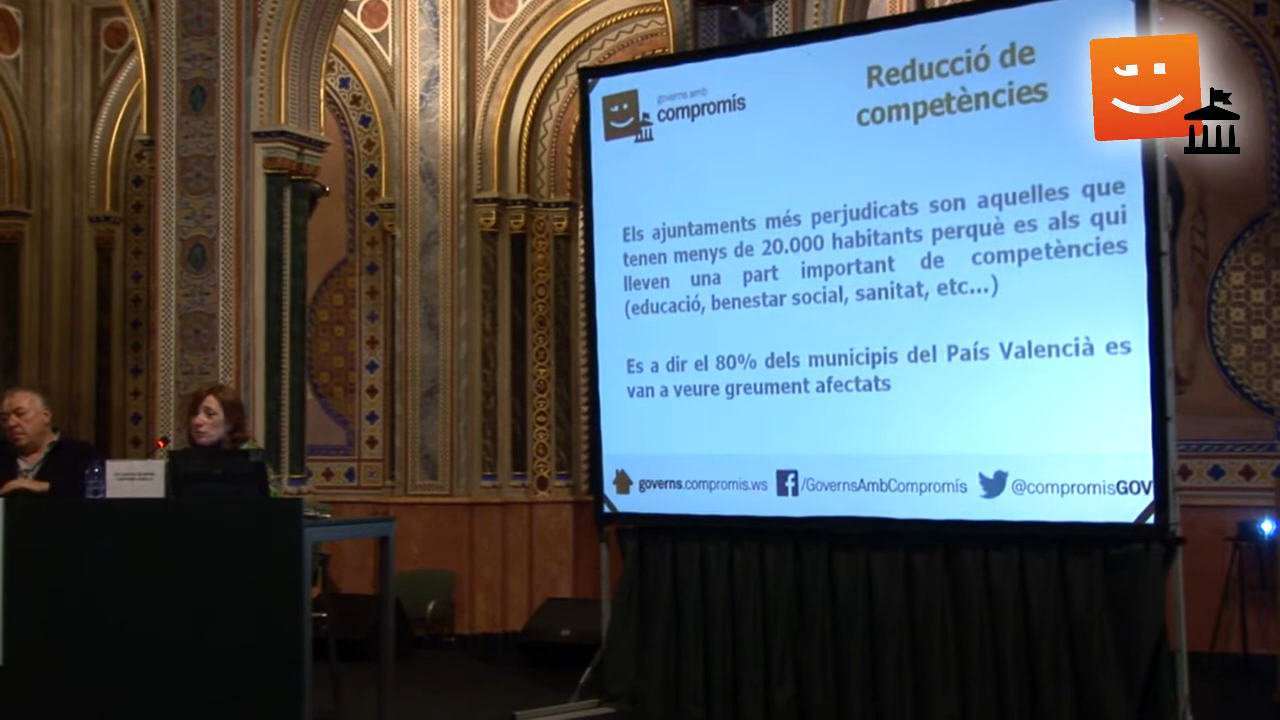 governs amb
compromís
Reducció de
competències
Els ajuntaments més perjudicats son aquelles que
tenen menys de 20.000 habitants perquè es als qui
lleven una part important de competències
(educació, benestar social, sanitat, etc...)
Es a dir el 80% dels municipis del País Valencià es
van a veure greument afectats
governs.compromis.ws
/GovernsAmbCompromís
@compromisGOV